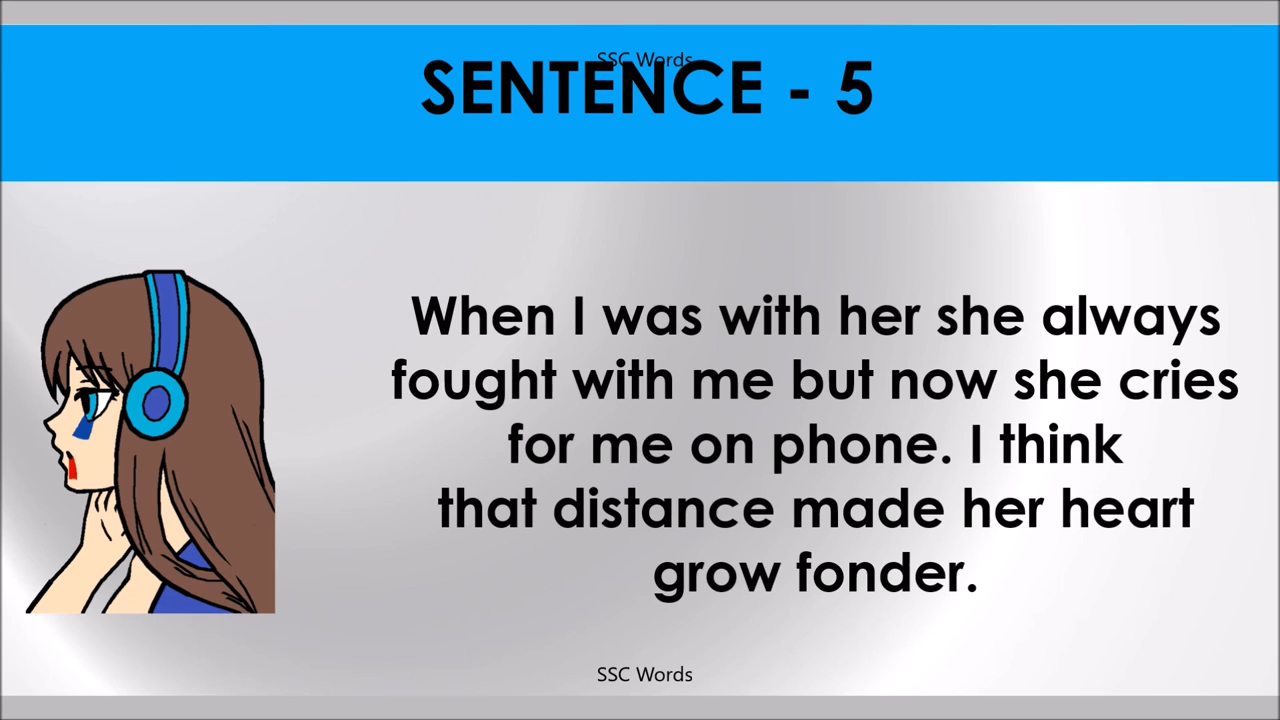 SSC Words
SENTENCE - 5
When I was with her she always
fought with me but now she cries
for me on phone. I think
that distance made her heart
grow fonder.
SSC Words